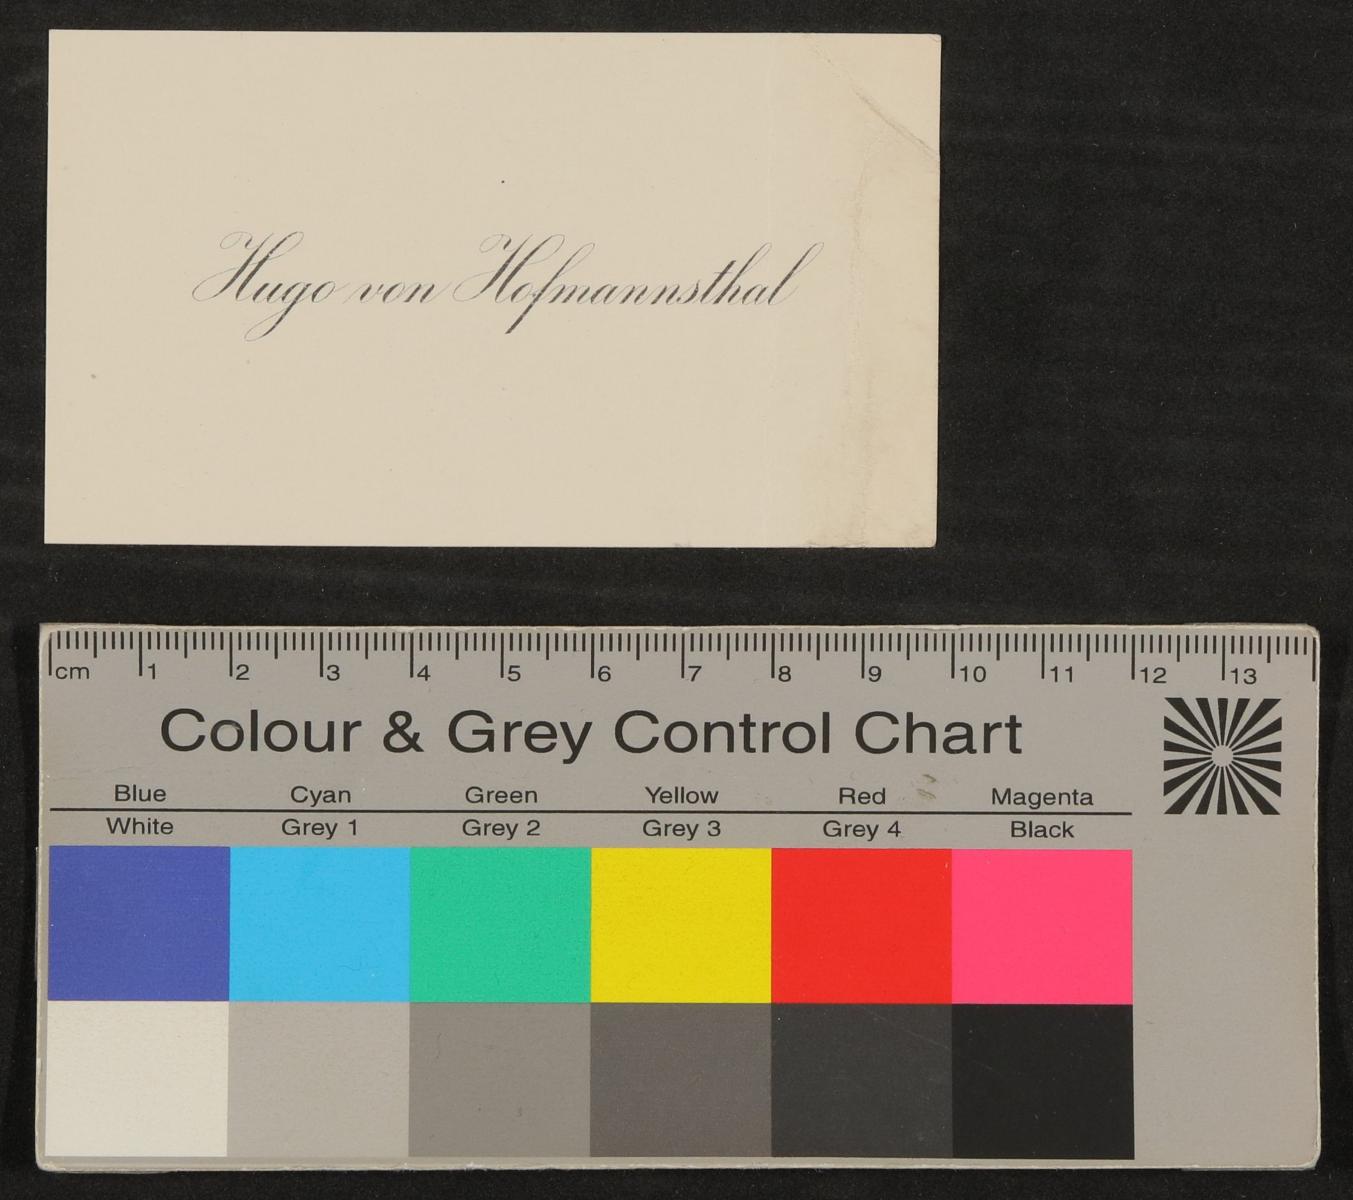 Hugo von Hofmannsthal
cm 1 2 3 4 5 6 7 8 9 10 11 12 13
Colour & Grey Control Chart
Blue Cyan Green Yellow Red Magenta
White Grey 1 Grey 2 Grey 3 Grey 4 Black